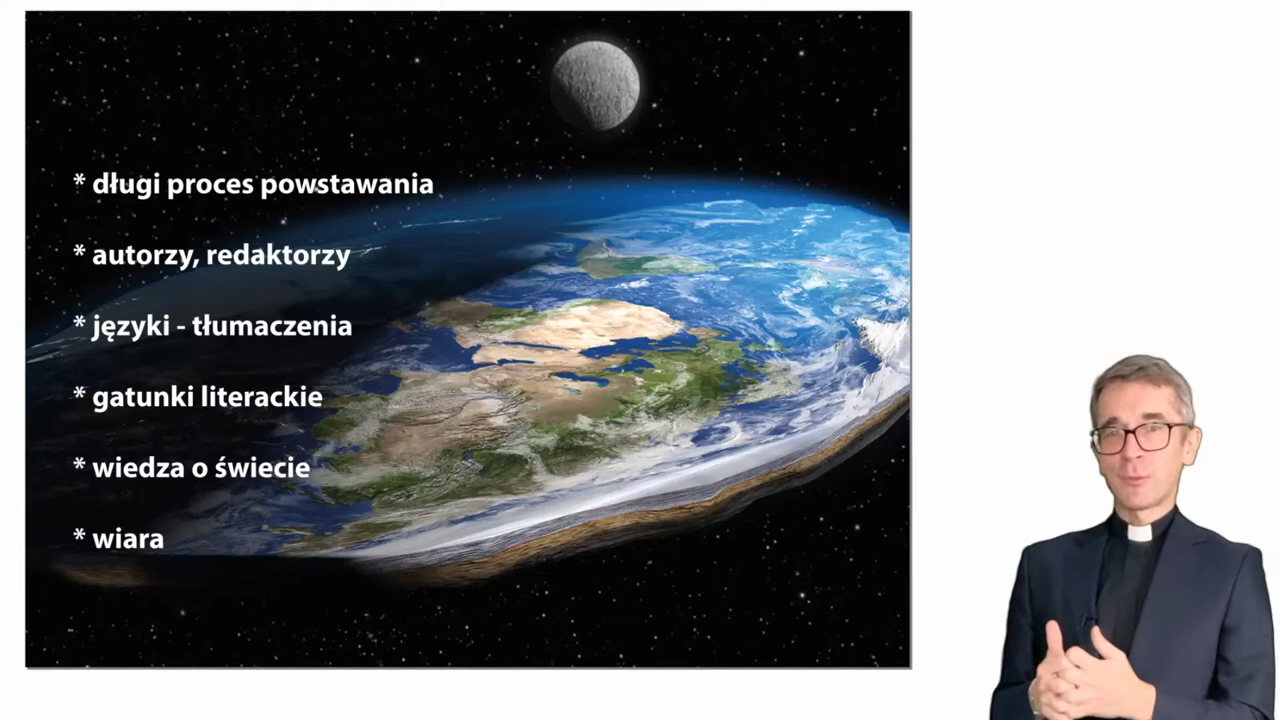 * długi proces powstawania
* autorzy, redaktorzy
* języki - tłumaczenia
* gatunki literackie
* wiedza o świecie
* wiara